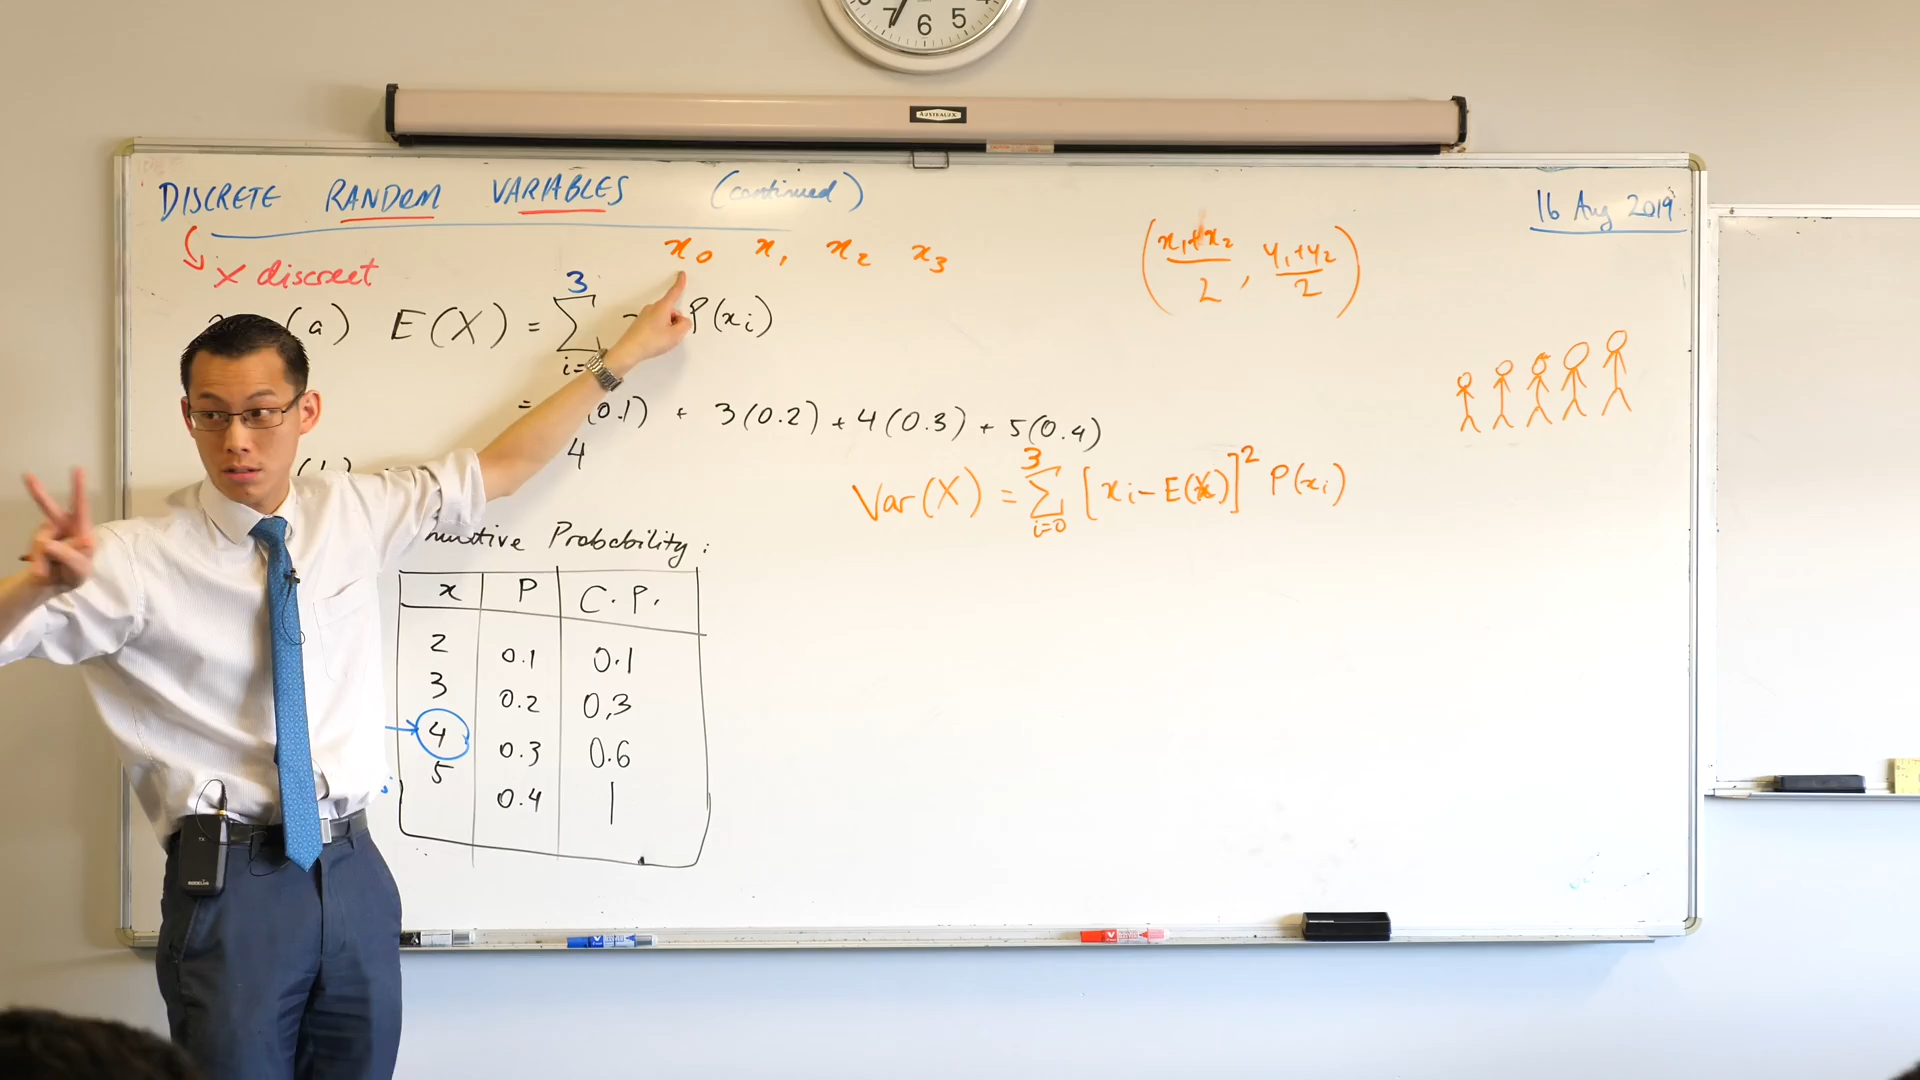 7 6 5
AUSTRALUX
DISCRETE RANDOM VARIABLES (continued)
16 Aug 2019
x discreet
x₀ x₁ x₂ x₃
(x₁+x₂/2, y₁+y₂/2)
(a) E(X) = 3 ∑ i= P(xᵢ)
= (0.1) + 3(0.2) + 4(0.3) + 5(0.4)
4
Var(X) = 3 ∑ i=0 [xᵢ - E(X)]² P(xᵢ)
Probability:
x P C.P.
2 0.1 0.1
3 0.2 0,3
4 0.3 0.6
5 0.4 1